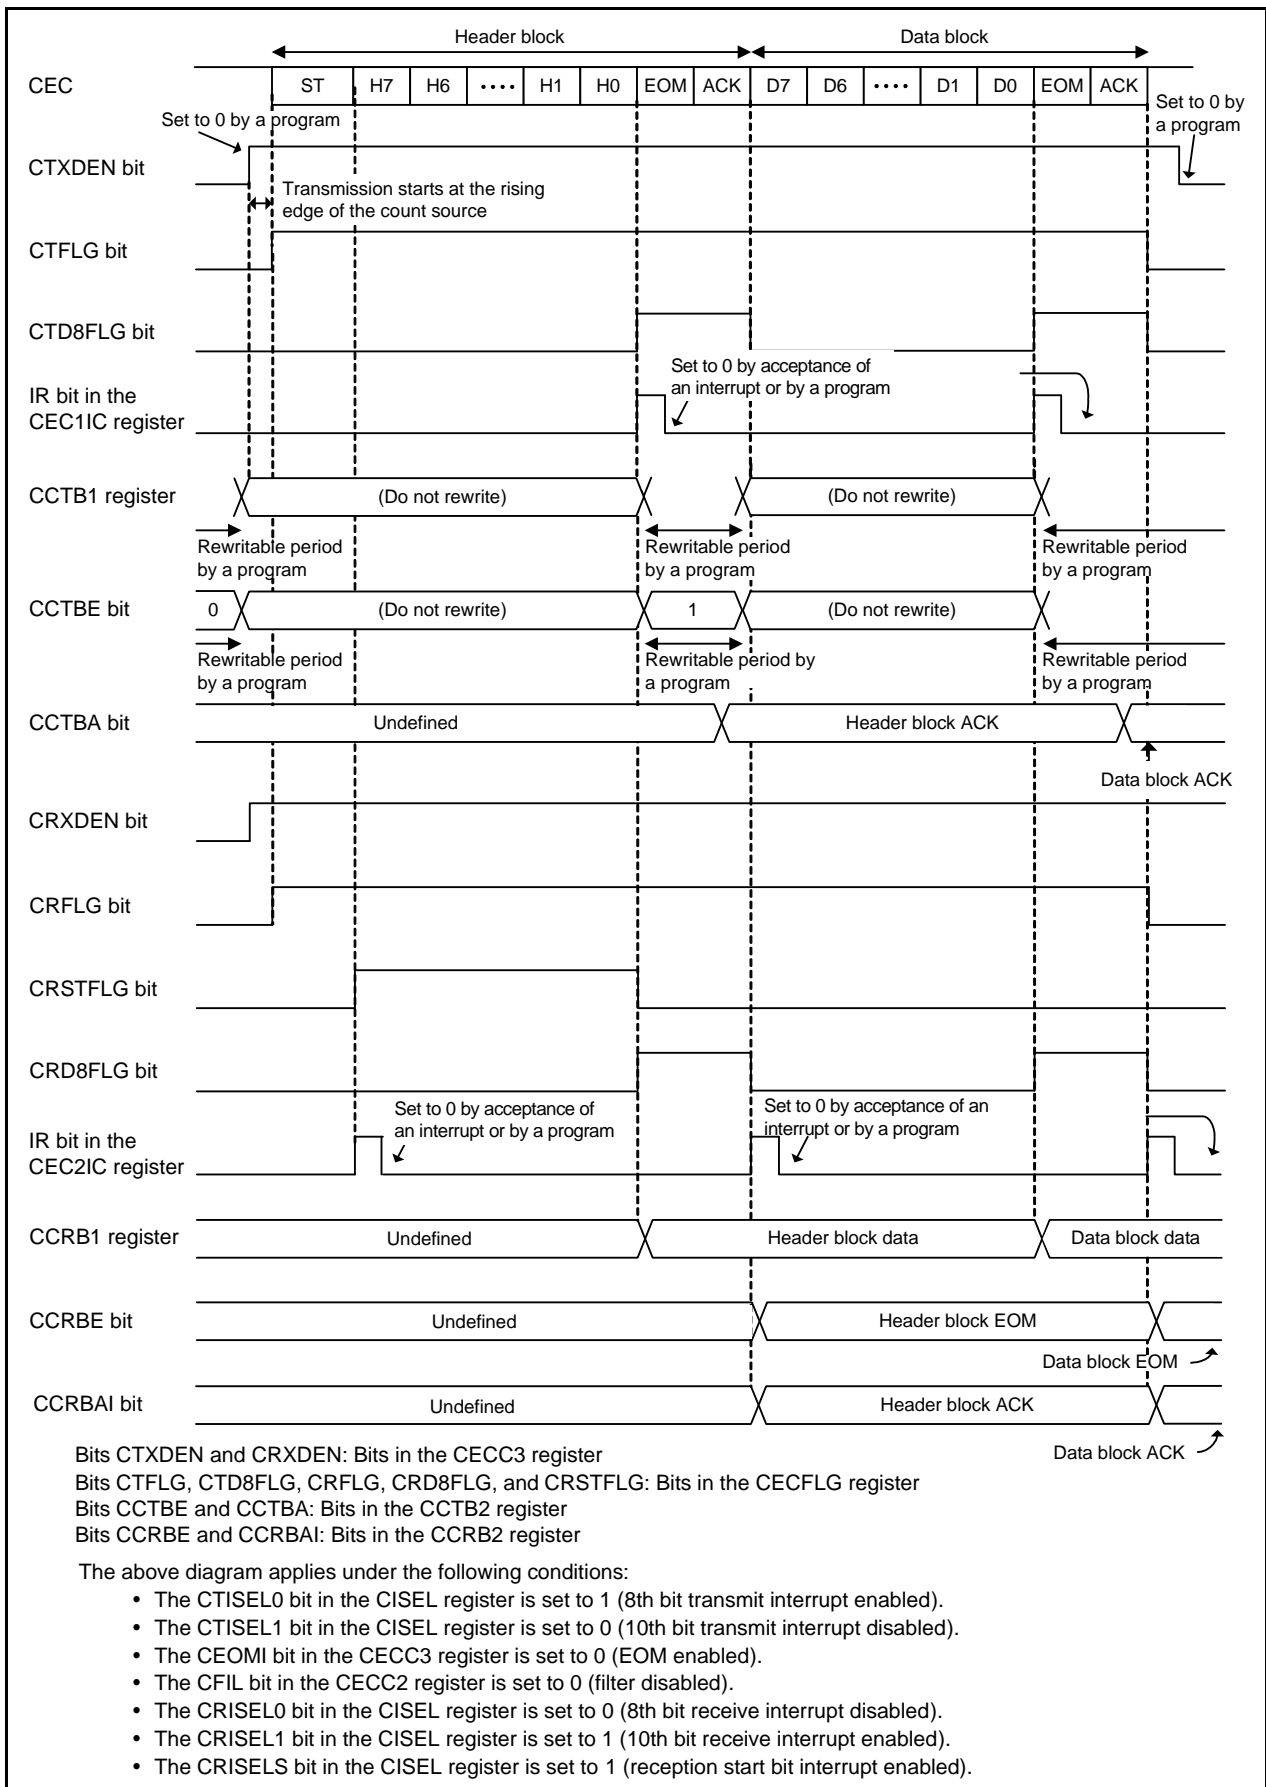 Header block
Data block
CEC
ST H7 H6 •••• H1 H0 EOM ACK D7 D6 •••• D1 D0 EOM ACK
Set to 0 by
a program
Set to 0 by a program
CTXDEN bit
Transmission starts at the rising
edge of the count source
CTFLG bit
CTD8FLG bit
Set to 0 by acceptance of
an interrupt or by a program
IR bit in the
CEC1IC register
CCTB1 register
(Do not rewrite)
(Do not rewrite)
Rewritable period
by a program
Rewritable period
by a program
Rewritable period
by a program
CCTBE bit
0
(Do not rewrite)
1
(Do not rewrite)
Rewritable period
by a program
Rewritable period by
a program
Rewritable period
by a program
CCTBA bit
Undefined
Header block ACK
Data block ACK
CRXDEN bit
CRFLG bit
CRSTFLG bit
CRD8FLG bit
Set to 0 by acceptance of
an interrupt or by a program
Set to 0 by acceptance of an
interrupt or by a program
IR bit in the
CEC2IC register
CCRB1 register
Undefined
Header block data
Data block data
CCRBE bit
Undefined
Header block EOM
Data block EOM
CCRBAI bit
Undefined
Header block ACK
Data block ACK
Bits CTXDEN and CRXDEN: Bits in the CECC3 register
Bits CTFLG, CTD8FLG, CRFLG, CRD8FLG, and CRSTFLG: Bits in the CECFLG register
Bits CCTBE and CCTBA: Bits in the CCTB2 register
Bits CCRBE and CCRBAI: Bits in the CCRB2 register
The above diagram applies under the following conditions:
• The CTISEL0 bit in the CISEL register is set to 1 (8th bit transmit interrupt enabled).
• The CTISEL1 bit in the CISEL register is set to 0 (10th bit transmit interrupt disabled).
• The CEOMI bit in the CECC3 register is set to 0 (EOM enabled).
• The CFIL bit in the CECC2 register is set to 0 (filter disabled).
• The CRISEL0 bit in the CISEL register is set to 0 (8th bit receive interrupt disabled).
• The CRISEL1 bit in the CISEL register is set to 1 (10th bit receive interrupt enabled).
• The CRISELS bit in the CISEL register is set to 1 (reception start bit interrupt enabled).